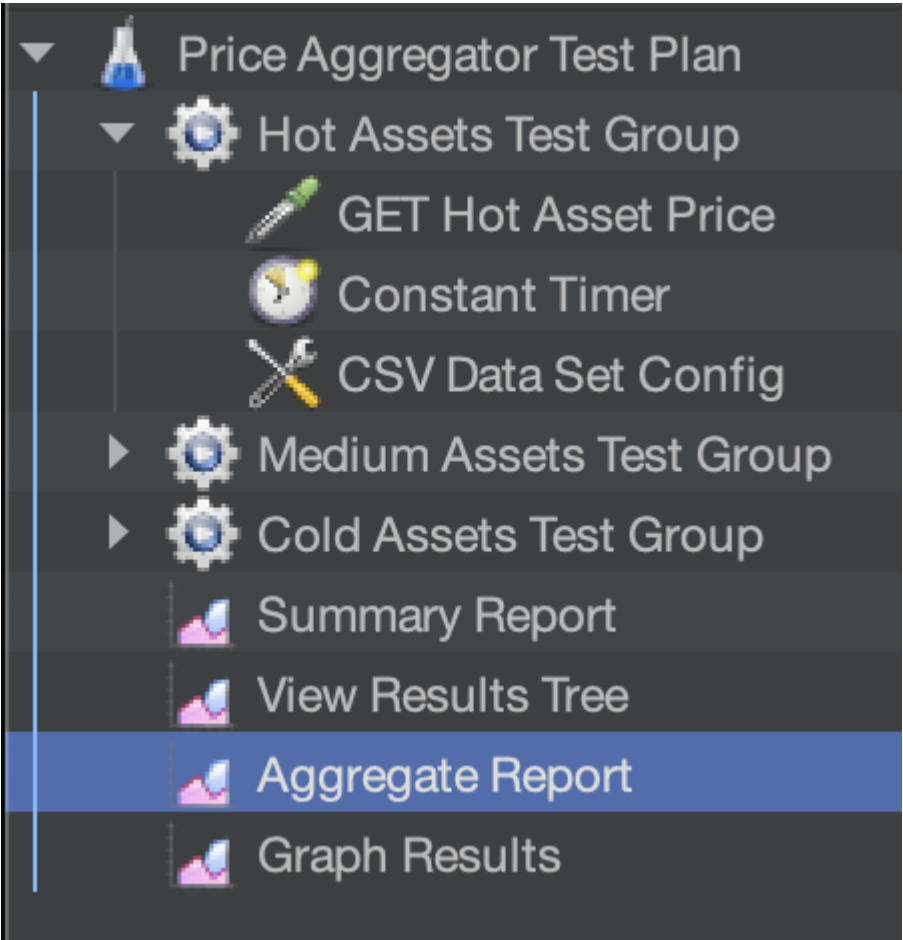 Price Aggregator Test Plan
Hot Assets Test Group
GET Hot Asset Price
Constant Timer
CSV Data Set Config
Medium Assets Test Group
Cold Assets Test Group
Summary Report
View Results Tree
Aggregate Report
Graph Results